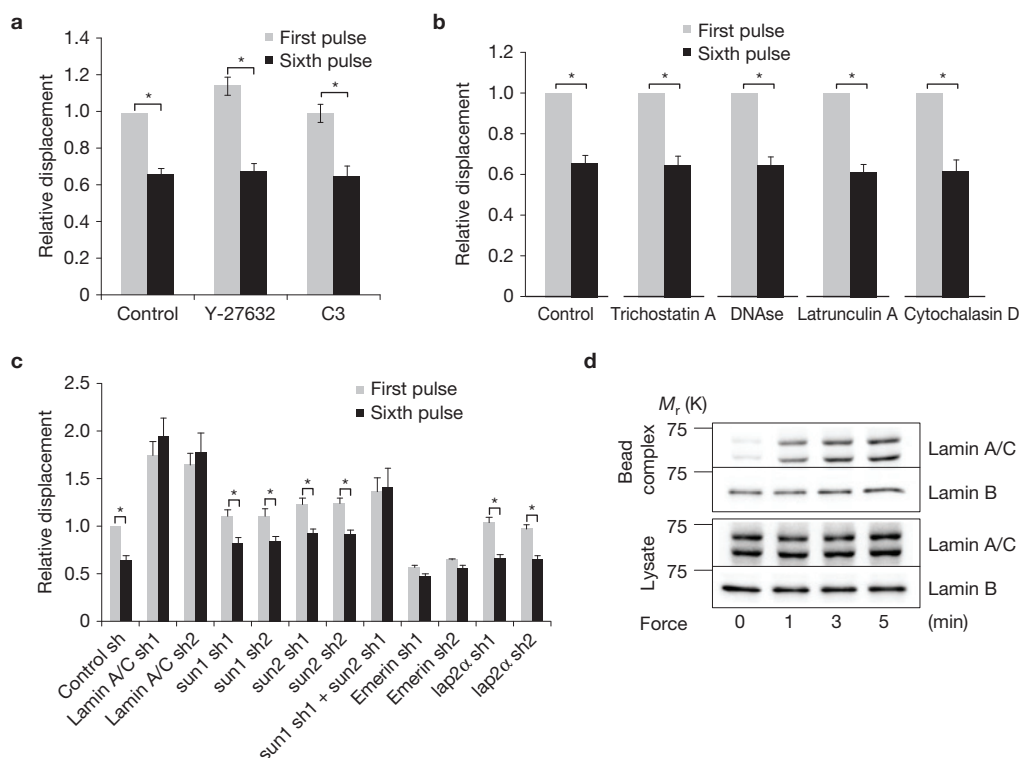 a
First pulse
Sixth pulse
Relative displacement
1.4
1.2
1.0
0.8
0.6
0.4
0.2
0
* * *
Control Y-27632 C3
b
First pulse
Sixth pulse
Relative displacement
1.2
1.0
0.8
0.6
0.4
0.2
0
* * * * *
Control Trichostatin A DNAse Latrunculin A Cytochalasin D
c
First pulse
Sixth pulse
Relative displacement
2.5
2.0
1.5
1.0
0.5
0
* * * * * * *
Control sh
Lamin A/C sh1
Lamin A/C sh2
sun1 sh1
sun1 sh2
sun2 sh1
sun2 sh2
sun1 sh1 + sun2 sh1
Emerin sh1
Emerin sh2
lap2α sh1
lap2α sh2
d
Mr (K)
Bead
complex
75
Lamin A/C
75
Lamin B
Lysate
75
Lamin A/C
75
Lamin B
Force 0 1 3 5 (min)